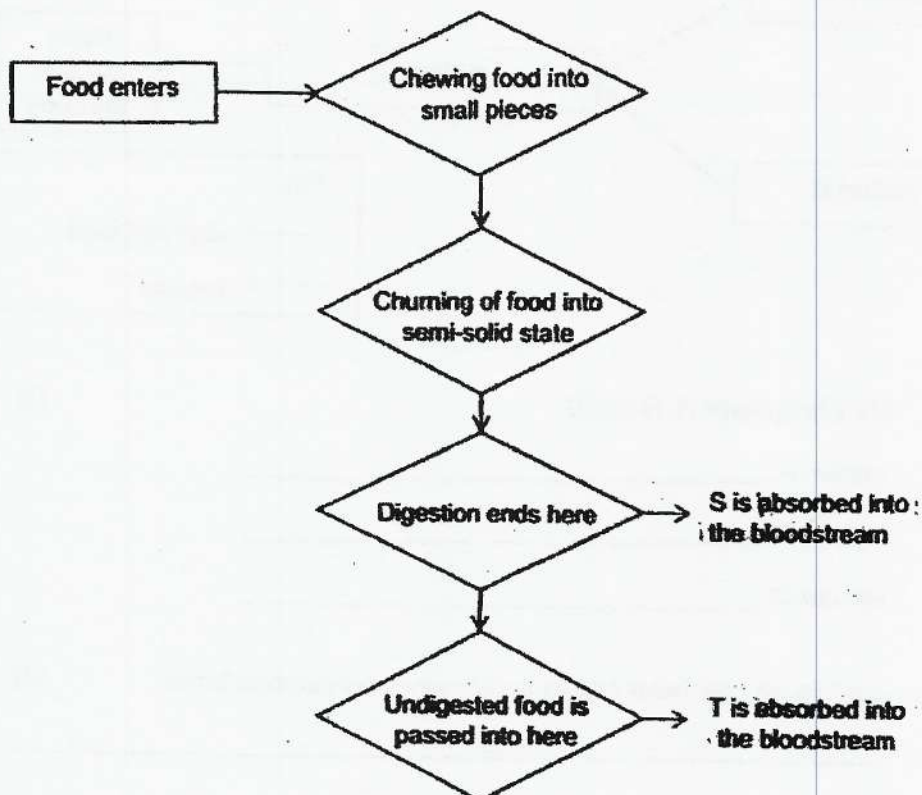 Food enters
Chewing food into
small pieces
Churning of food into
semi-solid state
Digestion ends here
S is absorbed into
the bloodstream
Undigested food is
passed into here
T is absorbed into
the bloodstream